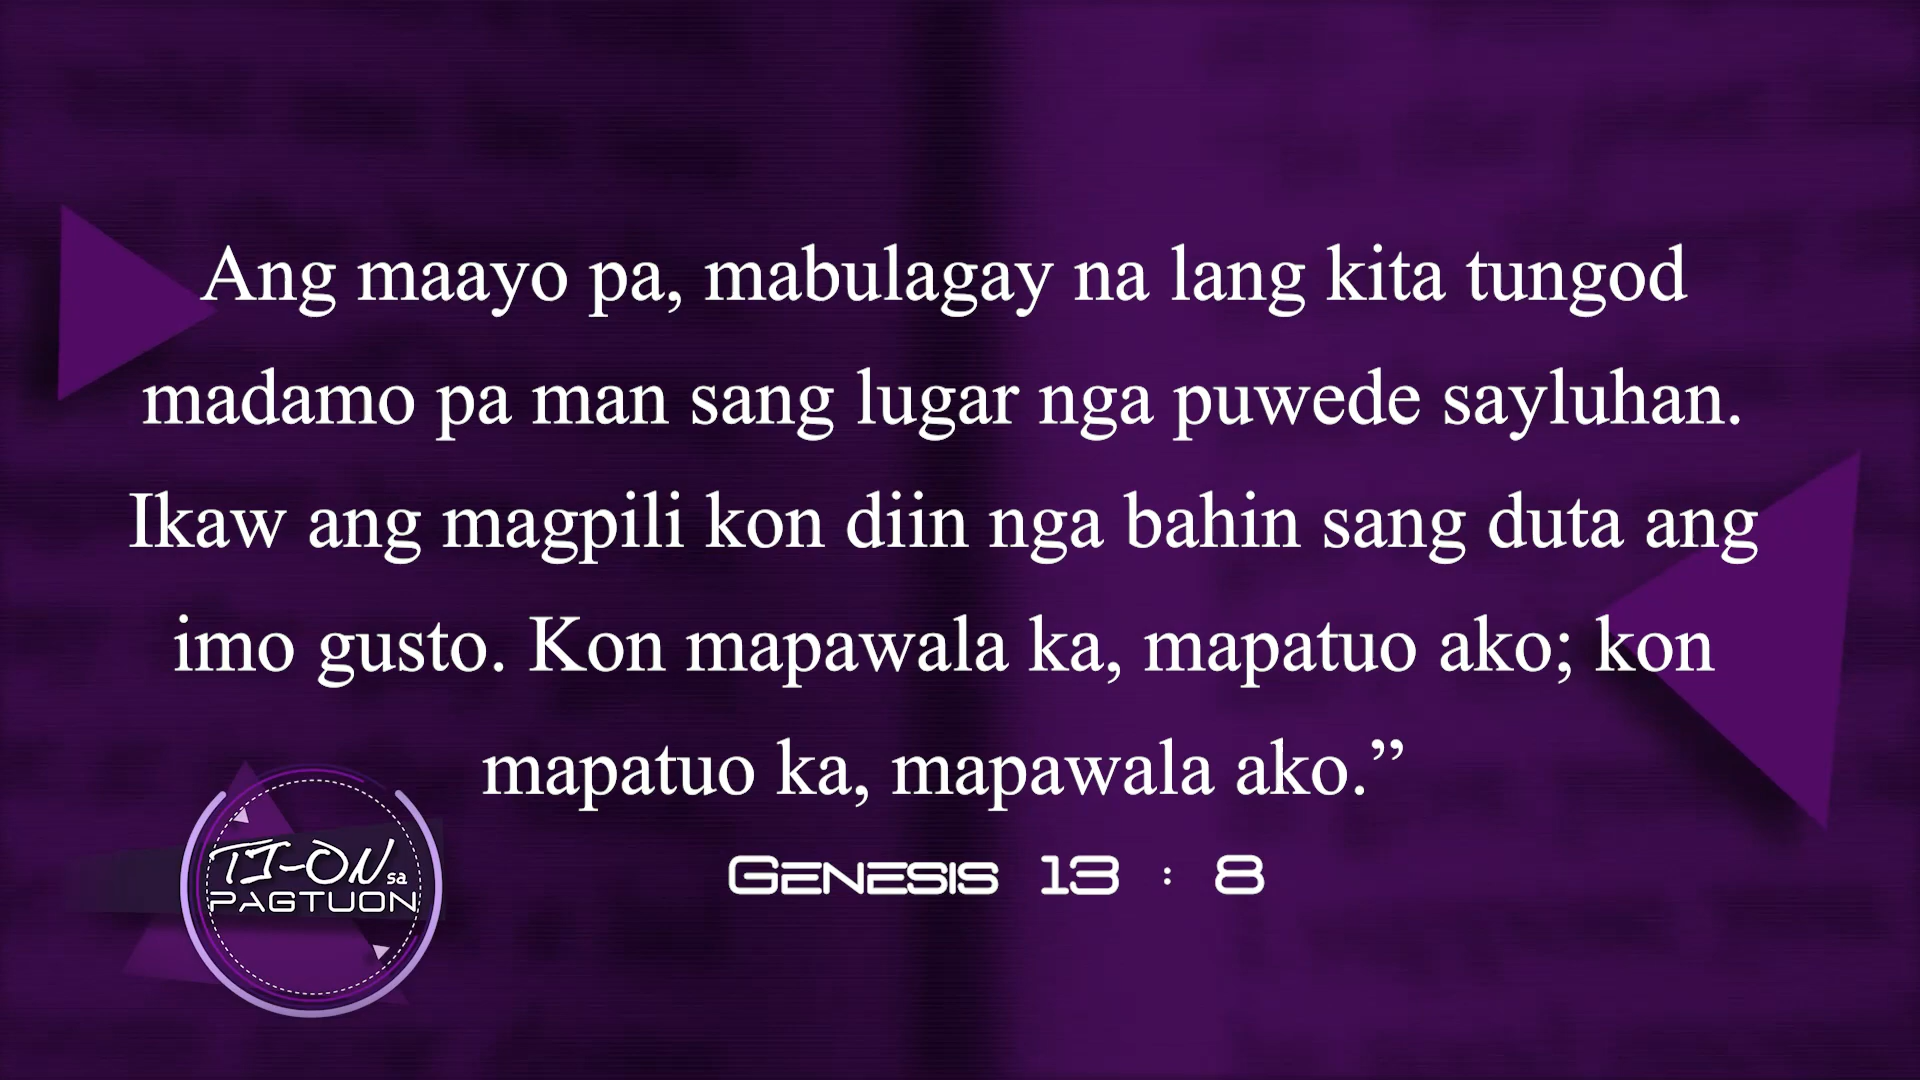 Ang maayo pa, mabulagay na lang kita tungod
madamo pa man sang lugar nga puwede sayluhan.
Ikaw ang magpili kon diin nga bahin sang duta ang
imo gusto. Kon mapawala ka, mapatuo ako; kon
mapatuo ka, mapawala ako.”
GENESIS 13 : 8
TI-ON sa
PAGTUON